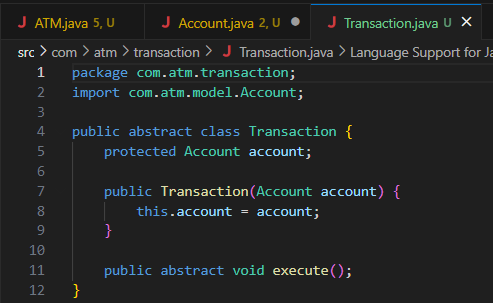 J ATM.java 5, U J Account.java 2, U ● J Transaction.java U ×
src > com > atm > transaction > J Transaction.java > Language Support for Ja
1 package com.atm.transaction;
2 import com.atm.model.Account;
3
4 public abstract class Transaction {
5     protected Account account;
6
7     public Transaction(Account account) {
8         this.account = account;
9     }
10
11     public abstract void execute();
12 }